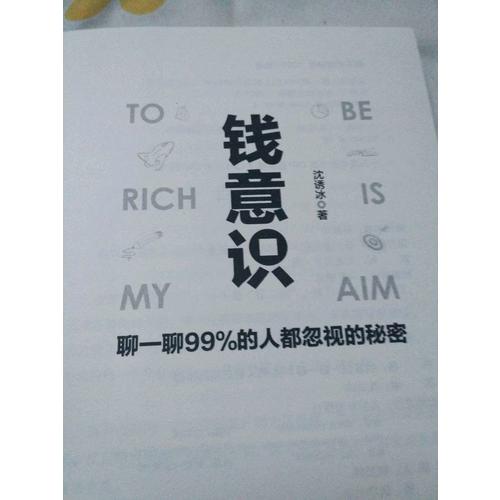 TO BE
RICH IS
MY AIM
钱意识
沈诱冰◎著
聊一聊99%的人都忽视的秘密